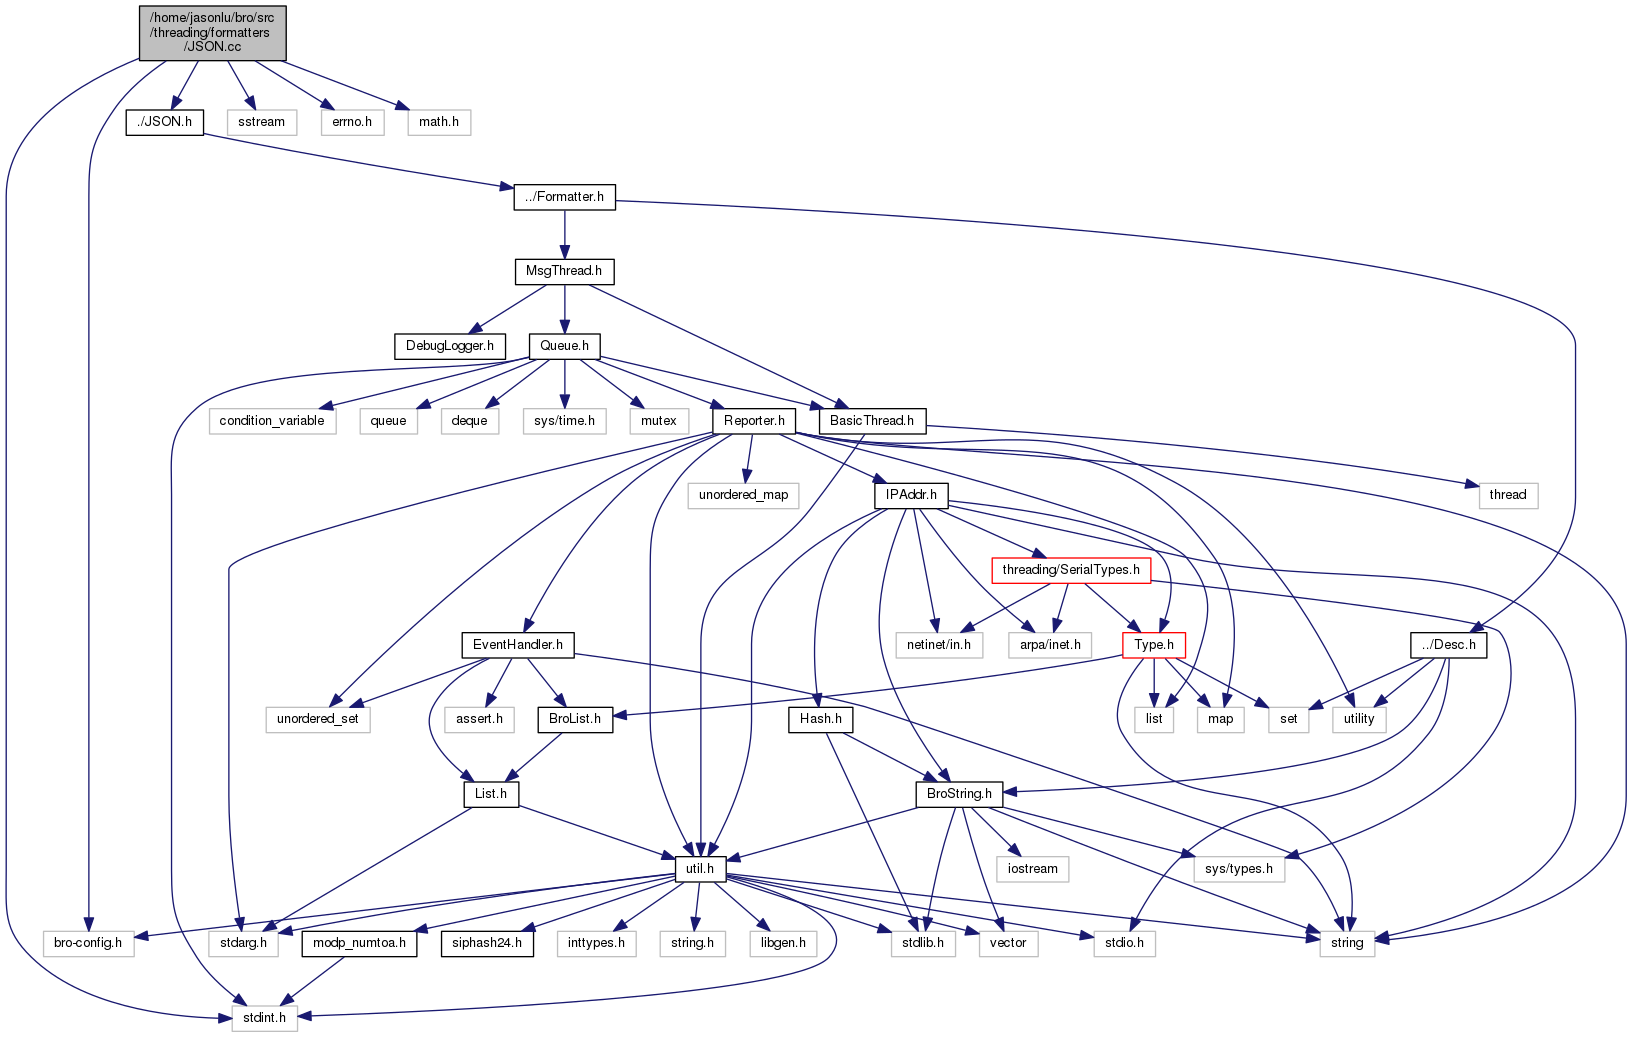 /home/jasonlu/bro/src
/threading/formatters
/JSON.cc
./JSON.h
sstream
errno.h
math.h
../Formatter.h
MsgThread.h
DebugLogger.h
Queue.h
condition_variable
queue
deque
sys/time.h
mutex
Reporter.h
BasicThread.h
unordered_map
IPAddr.h
thread
threading/SerialTypes.h
EventHandler.h
netinet/in.h
arpa/inet.h
Type.h
../Desc.h
unordered_set
assert.h
BroList.h
Hash.h
list
map
set
utility
List.h
BroString.h
util.h
iostream
sys/types.h
bro-config.h
stdarg.h
modp_numtoa.h
siphash24.h
inttypes.h
string.h
libgen.h
stdlib.h
vector
stdio.h
string
stdint.h